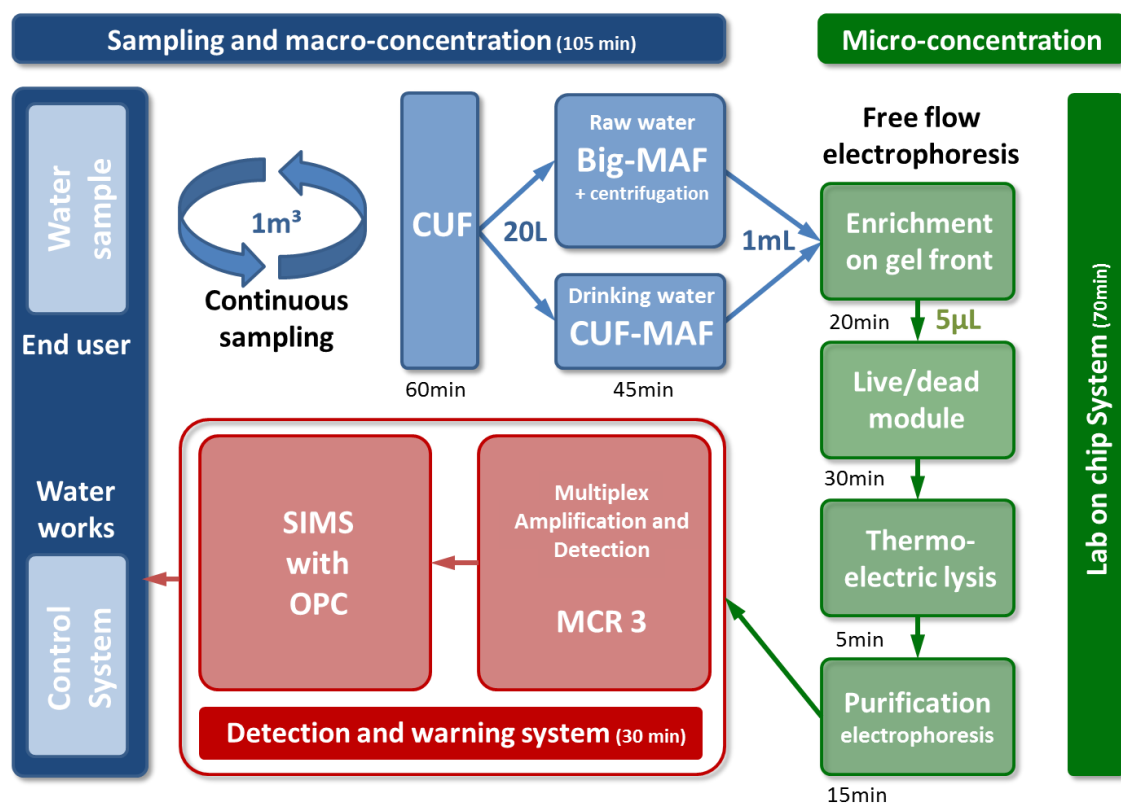 Sampling and macro-concentration (105 min)
Micro-concentration
Water
sample
End user
1m³
Continuous
sampling
CUF
60min
20L
Raw water
Big-MAF
+ centrifugation
Drinking water
CUF-MAF
45min
1mL
Free flow
electrophoresis
Enrichment
on gel front
20min
5µL
Live/dead
module
30min
Thermo-
electric lysis
5min
Purification
electrophoresis
15min
Lab on chip System (70min)
Multiplex
Amplification and
Detection
MCR 3
SIMS
with
OPC
Detection and warning system (30 min)
Water
works
Control
System